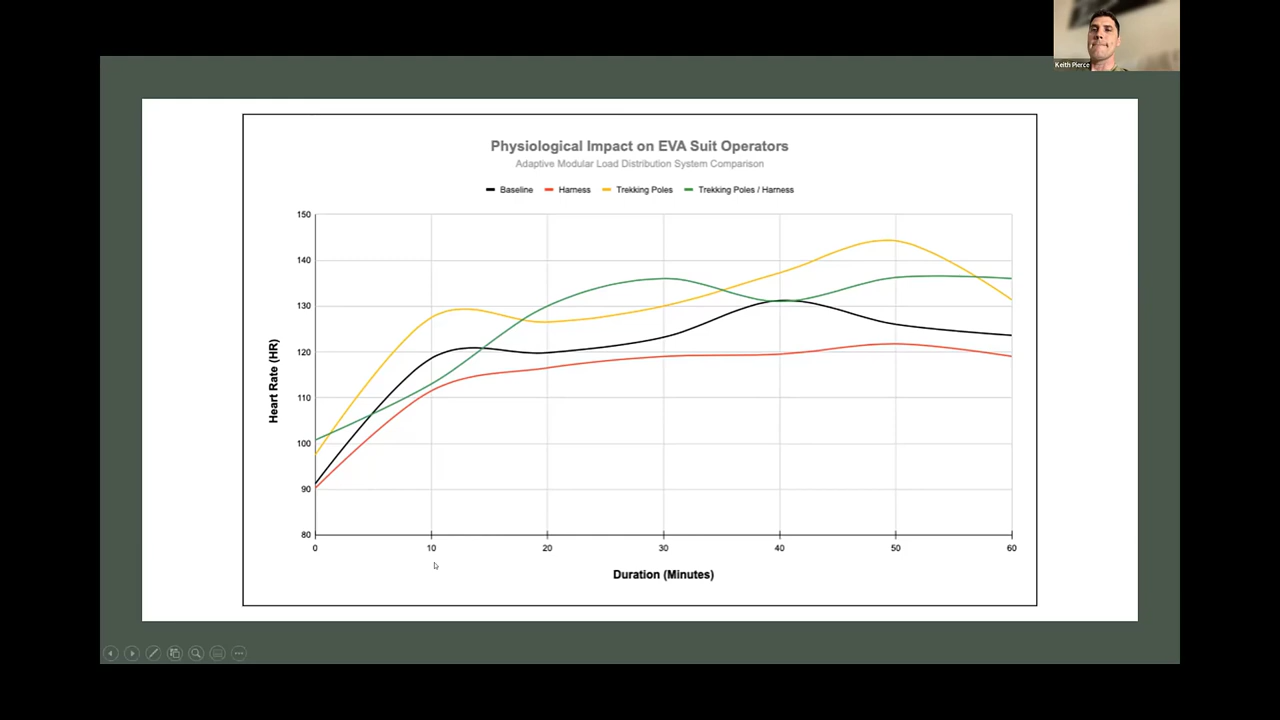 Keith Pierce
Physiological Impact on EVA Suit Operators
Adaptive Modular Load Distribution System Comparison
Baseline Harness Trekking Poles Trekking Poles / Harness
150
140
130
120
110
100
90
80
Heart Rate (HR)
0 10 20 30 40 50 60
Duration (Minutes)